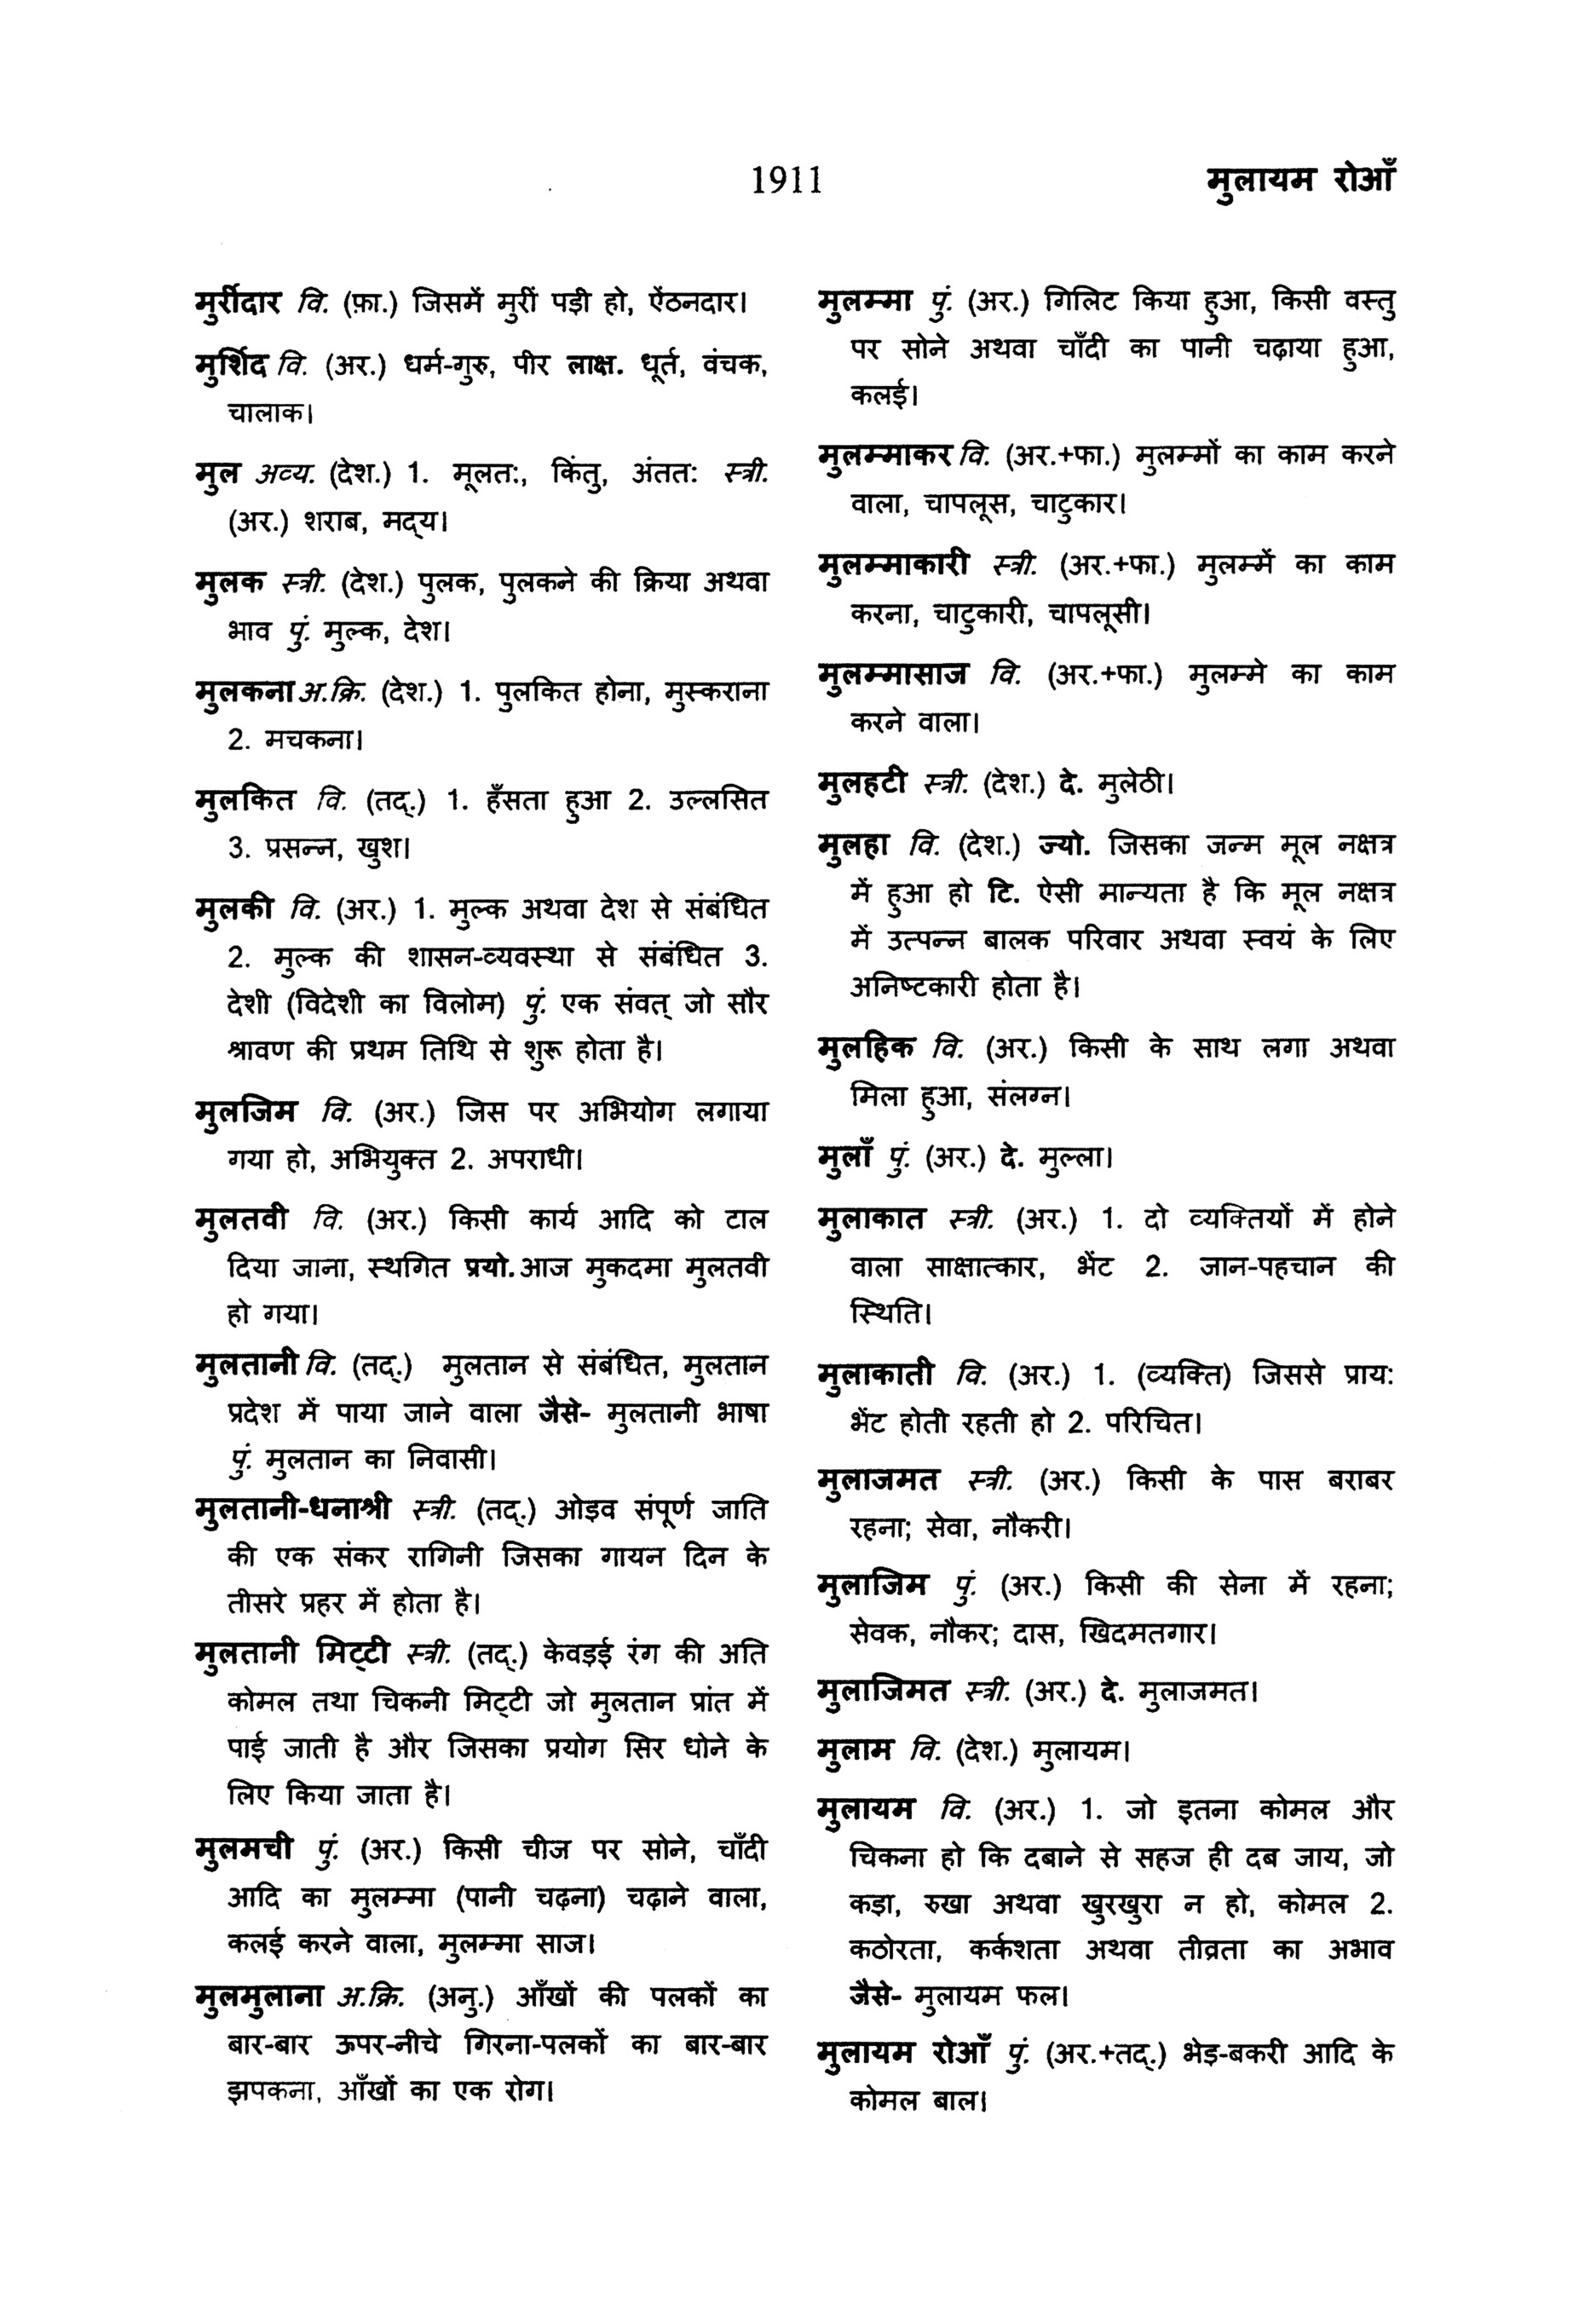 1911
मुलायम रोआँ
मुर्रीदार वि. (फ़ा.) जिसमें मुर्री पड़ी हो, ऐंठनदार।
मुर्शिद वि. (अर.) धर्म-गुरु, पीर लाक्ष. धूर्त, वंचक,
चालाक।
मुल अव्य. (देश.) 1. मूलत:, किंतु, अंतत: स्त्री.
(अर.) शराब, मद्‌य।
मुलक स्त्री. (देश.) पुलक, पुलकने की क्रिया अथवा
भाव पुं. मुल्क, देश।
मुलकना अ.क्रि. (देश.) 1. पुलकित होना, मुस्कराना
2. मचकना।
मुलकित वि. (तद्.) 1. हँसता हुआ 2. उल्लसित
3. प्रसन्न, खुश।
मुलकी वि. (अर.) 1. मुल्क अथवा देश से संबंधित
2. मुल्क की शासन-व्यवस्था से संबंधित 3.
देशी (विदेशी का विलोम) पुं. एक संवत् जो सौर
श्रावण की प्रथम तिथि से शुरू होता है।
मुलजिम वि. (अर.) जिस पर अभियोग लगाया
गया हो, अभियुक्त 2. अपराधी।
मुलतवी वि. (अर.) किसी कार्य आदि को टाल
दिया जाना, स्थगित प्रयो. आज मुकदमा मुलतवी
हो गया।
मुलतानी वि. (तद्.) मुलतान से संबंधित, मुलतान
प्रदेश में पाया जाने वाला जैसे- मुलतानी भाषा
पुं. मुलतान का निवासी।
मुलतानी-धनाश्री स्त्री. (तद्.) ओड़व संपूर्ण जाति
की एक संकर रागिनी जिसका गायन दिन के
तीसरे प्रहर में होता है।
मुलतानी मिट्‌टी स्त्री. (तद्.) केवड़ई रंग की अति
कोमल तथा चिकनी मिट्‌टी जो मुलतान प्रांत में
पाई जाती है और जिसका प्रयोग सिर धोने के
लिए किया जाता है।
मुलमची पुं. (अर.) किसी चीज पर सोने, चाँदी
आदि का मुलम्मा (पानी चढ़ना) चढ़ाने वाला,
कलई करने वाला, मुलम्मा साज।
मुलमुलाना अ.क्रि. (अनु.) आँखों की पलकों का
बार-बार ऊपर-नीचे गिरना-पलकों का बार-बार
झपकना, आँखों का एक रोग।
मुलम्मा पुं. (अर.) गिलिट किया हुआ, किसी वस्तु
पर सोने अथवा चाँदी का पानी चढ़ाया हुआ,
कलई।
मुलम्माकर वि. (अर.+फा.) मुलम्मों का काम करने
वाला, चापलूस, चाटुकार।
मुलम्माकारी स्त्री. (अर.+फा.) मुलम्में का काम
करना, चाटुकारी, चापलूसी।
मुलम्मासाज वि. (अर.+फा.) मुलम्मे का काम
करने वाला।
मुलहटी स्त्री. (देश.) दे. मुलेठी।
मुलहा वि. (देश.) ज्यो. जिसका जन्म मूल नक्षत्र
में हुआ हो टि. ऐसी मान्यता है कि मूल नक्षत्र
में उत्पन्न बालक परिवार अथवा स्वयं के लिए
अनिष्टकारी होता है।
मुलहिक वि. (अर.) किसी के साथ लगा अथवा
मिला हुआ, संलग्न।
मुलाँ पुं. (अर.) दे. मुल्ला।
मुलाकात स्त्री. (अर.) 1. दो व्यक्तियों में होने
वाला साक्षात्कार, भेंट 2. जान-पहचान की
स्थिति।
मुलाकाती वि. (अर.) 1. (व्यक्ति) जिससे प्राय:
भेंट होती रहती हो 2. परिचित।
मुलाजमत स्त्री. (अर.) किसी के पास बराबर
रहना; सेवा, नौकरी।
मुलाजिम पुं. (अर.) किसी की सेना में रहना;
सेवक, नौकर; दास, खिदमतगार।
मुलाजिमत स्त्री. (अर.) दे. मुलाजमत।
मुलाम वि. (देश.) मुलायम।
मुलायम वि. (अर.) 1. जो इतना कोमल और
चिकना हो कि दबाने से सहज ही दब जाय, जो
कड़ा, रुखा अथवा खुरखुरा न हो, कोमल 2.
कठोरता, कर्कशता अथवा तीव्रता का अभाव
जैसे- मुलायम फल।
मुलायम रोआँ पुं. (अर.+तद्.) भेड़-बकरी आदि के
कोमल बाल।